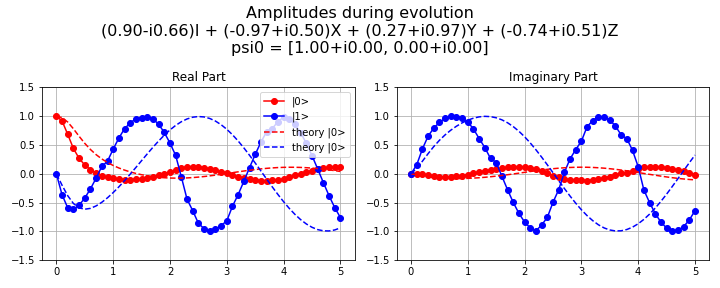 Amplitudes during evolution
(0.90-i0.66)I + (-0.97+i0.50)X + (0.27+i0.97)Y + (-0.74+i0.51)Z
psi0 = [1.00+i0.00, 0.00+i0.00]
Real Part
Imaginary Part
|0>
|1>
theory |0>
theory |0>
1.5
1.0
0.5
0.0
−0.5
−1.0
−1.5
0 1 2 3 4 5
1.5
1.0
0.5
0.0
−0.5
−1.0
−1.5
0 1 2 3 4 5